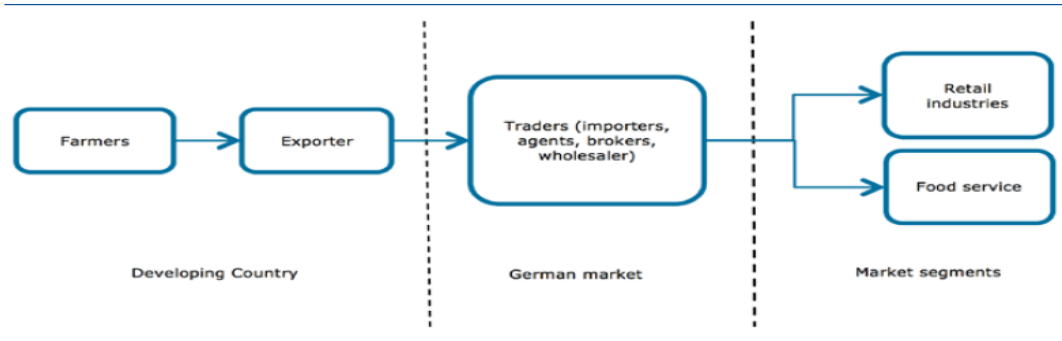 Farmers
Exporter
Traders (importers,
agents, brokers,
wholesaler)
Retail
industries
Food service
Developing Country
German market
Market segments